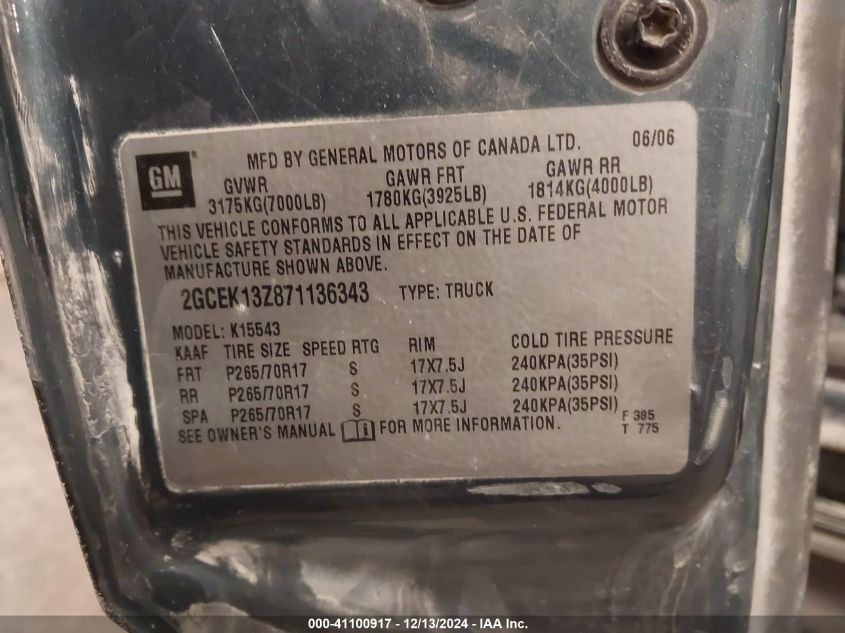 GM
MFD BY GENERAL MOTORS OF CANADA LTD. 06/06
GVWR GAWR FRT GAWR RR
3175KG(7000LB) 1780KG(3925LB) 1814KG(4000LB)
THIS VEHICLE CONFORMS TO ALL APPLICABLE U.S. FEDERAL MOTOR
VEHICLE SAFETY STANDARDS IN EFFECT ON THE DATE OF
MANUFACTURE SHOWN ABOVE.
2GCEK13Z871136343 TYPE: TRUCK
MODEL: K15543
KAAF TIRE SIZE SPEED RTG RIM COLD TIRE PRESSURE
FRT P265/70R17 S 17X7.5J 240KPA(35PSI)
RR P265/70R17 S 17X7.5J 240KPA(35PSI)
SPA P265/70R17 S 17X7.5J 240KPA(35PSI)
SEE OWNER'S MANUAL FOR MORE INFORMATION.
F 385
T 775
000-41100917 - 12/13/2024 - IAA Inc.